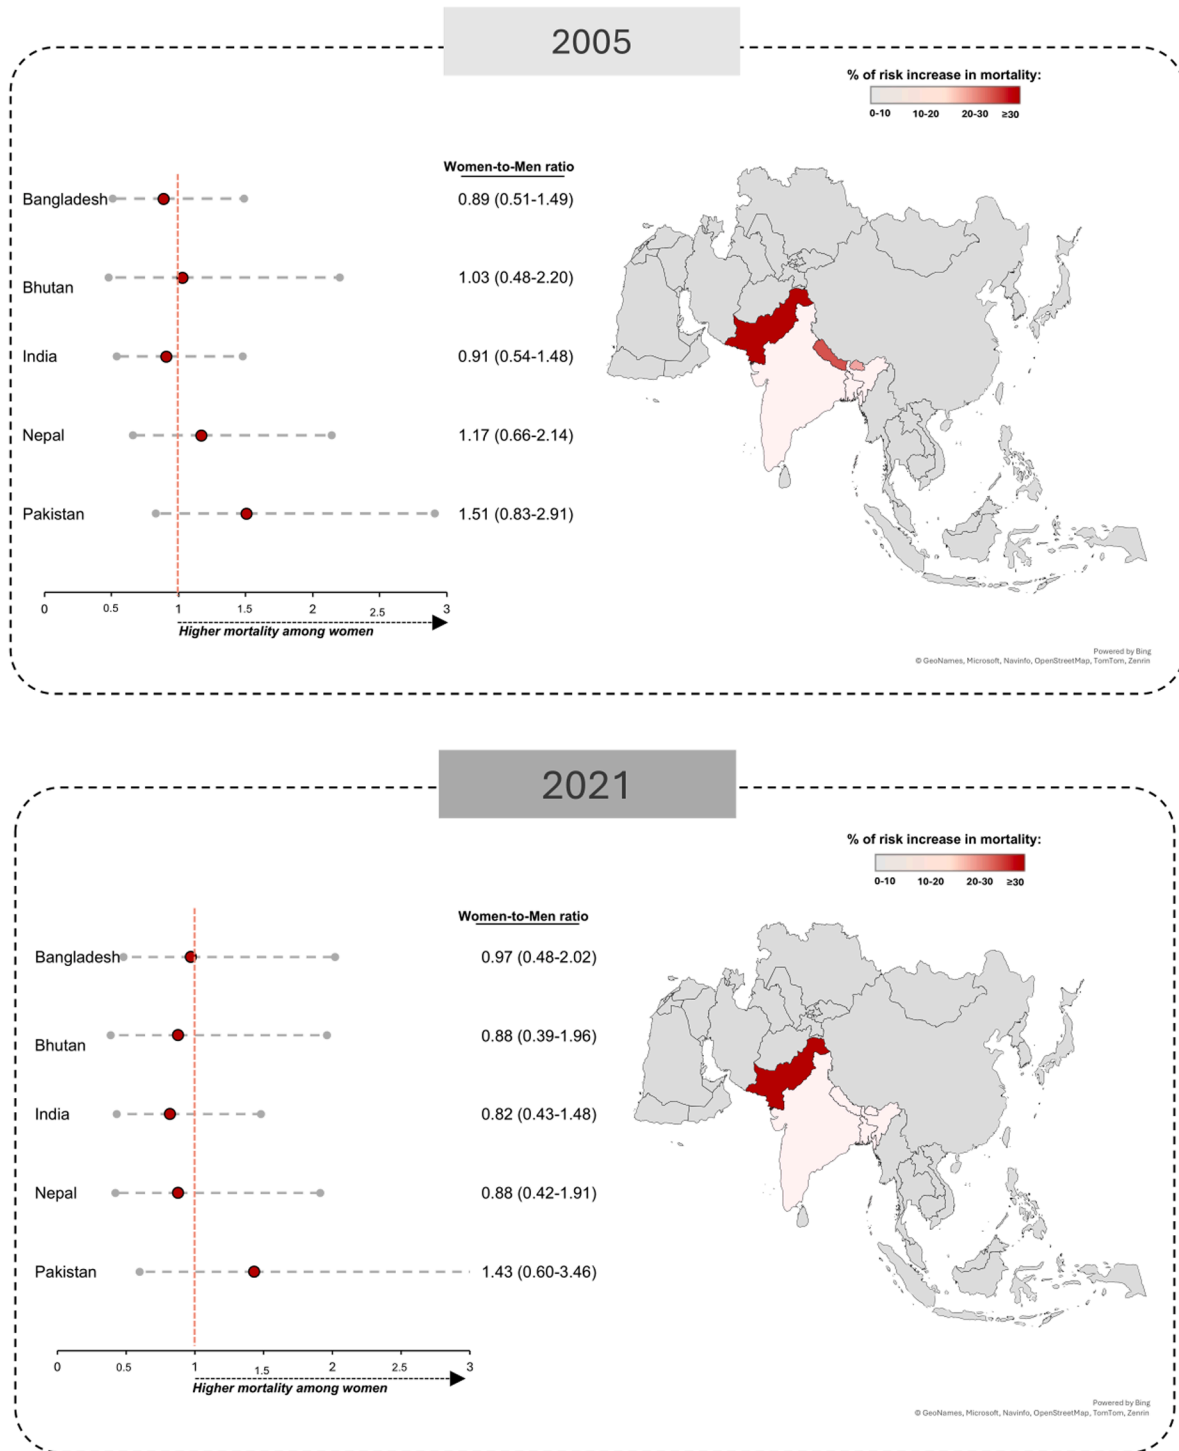 2005
% of risk increase in mortality:
0-10 10-20 20-30 ≥30
Women-to-Men ratio
Bangladesh 0.89 (0.51-1.49)
Bhutan 1.03 (0.48-2.20)
India 0.91 (0.54-1.48)
Nepal 1.17 (0.66-2.14)
Pakistan 1.51 (0.83-2.91)
0 0.5 1 1.5 2 2.5 3
Higher mortality among women
Powered by Bing
© GeoNames, Microsoft, Navinfo, OpenStreetMap, TomTom, Zenrin
2021
% of risk increase in mortality:
0-10 10-20 20-30 ≥30
Women-to-Men ratio
Bangladesh 0.97 (0.48-2.02)
Bhutan 0.88 (0.39-1.96)
India 0.82 (0.43-1.48)
Nepal 0.88 (0.42-1.91)
Pakistan 1.43 (0.60-3.46)
0 0.5 1 1.5 2 2.5 3
Higher mortality among women
Powered by Bing
© GeoNames, Microsoft, Navinfo, OpenStreetMap, TomTom, Zenrin